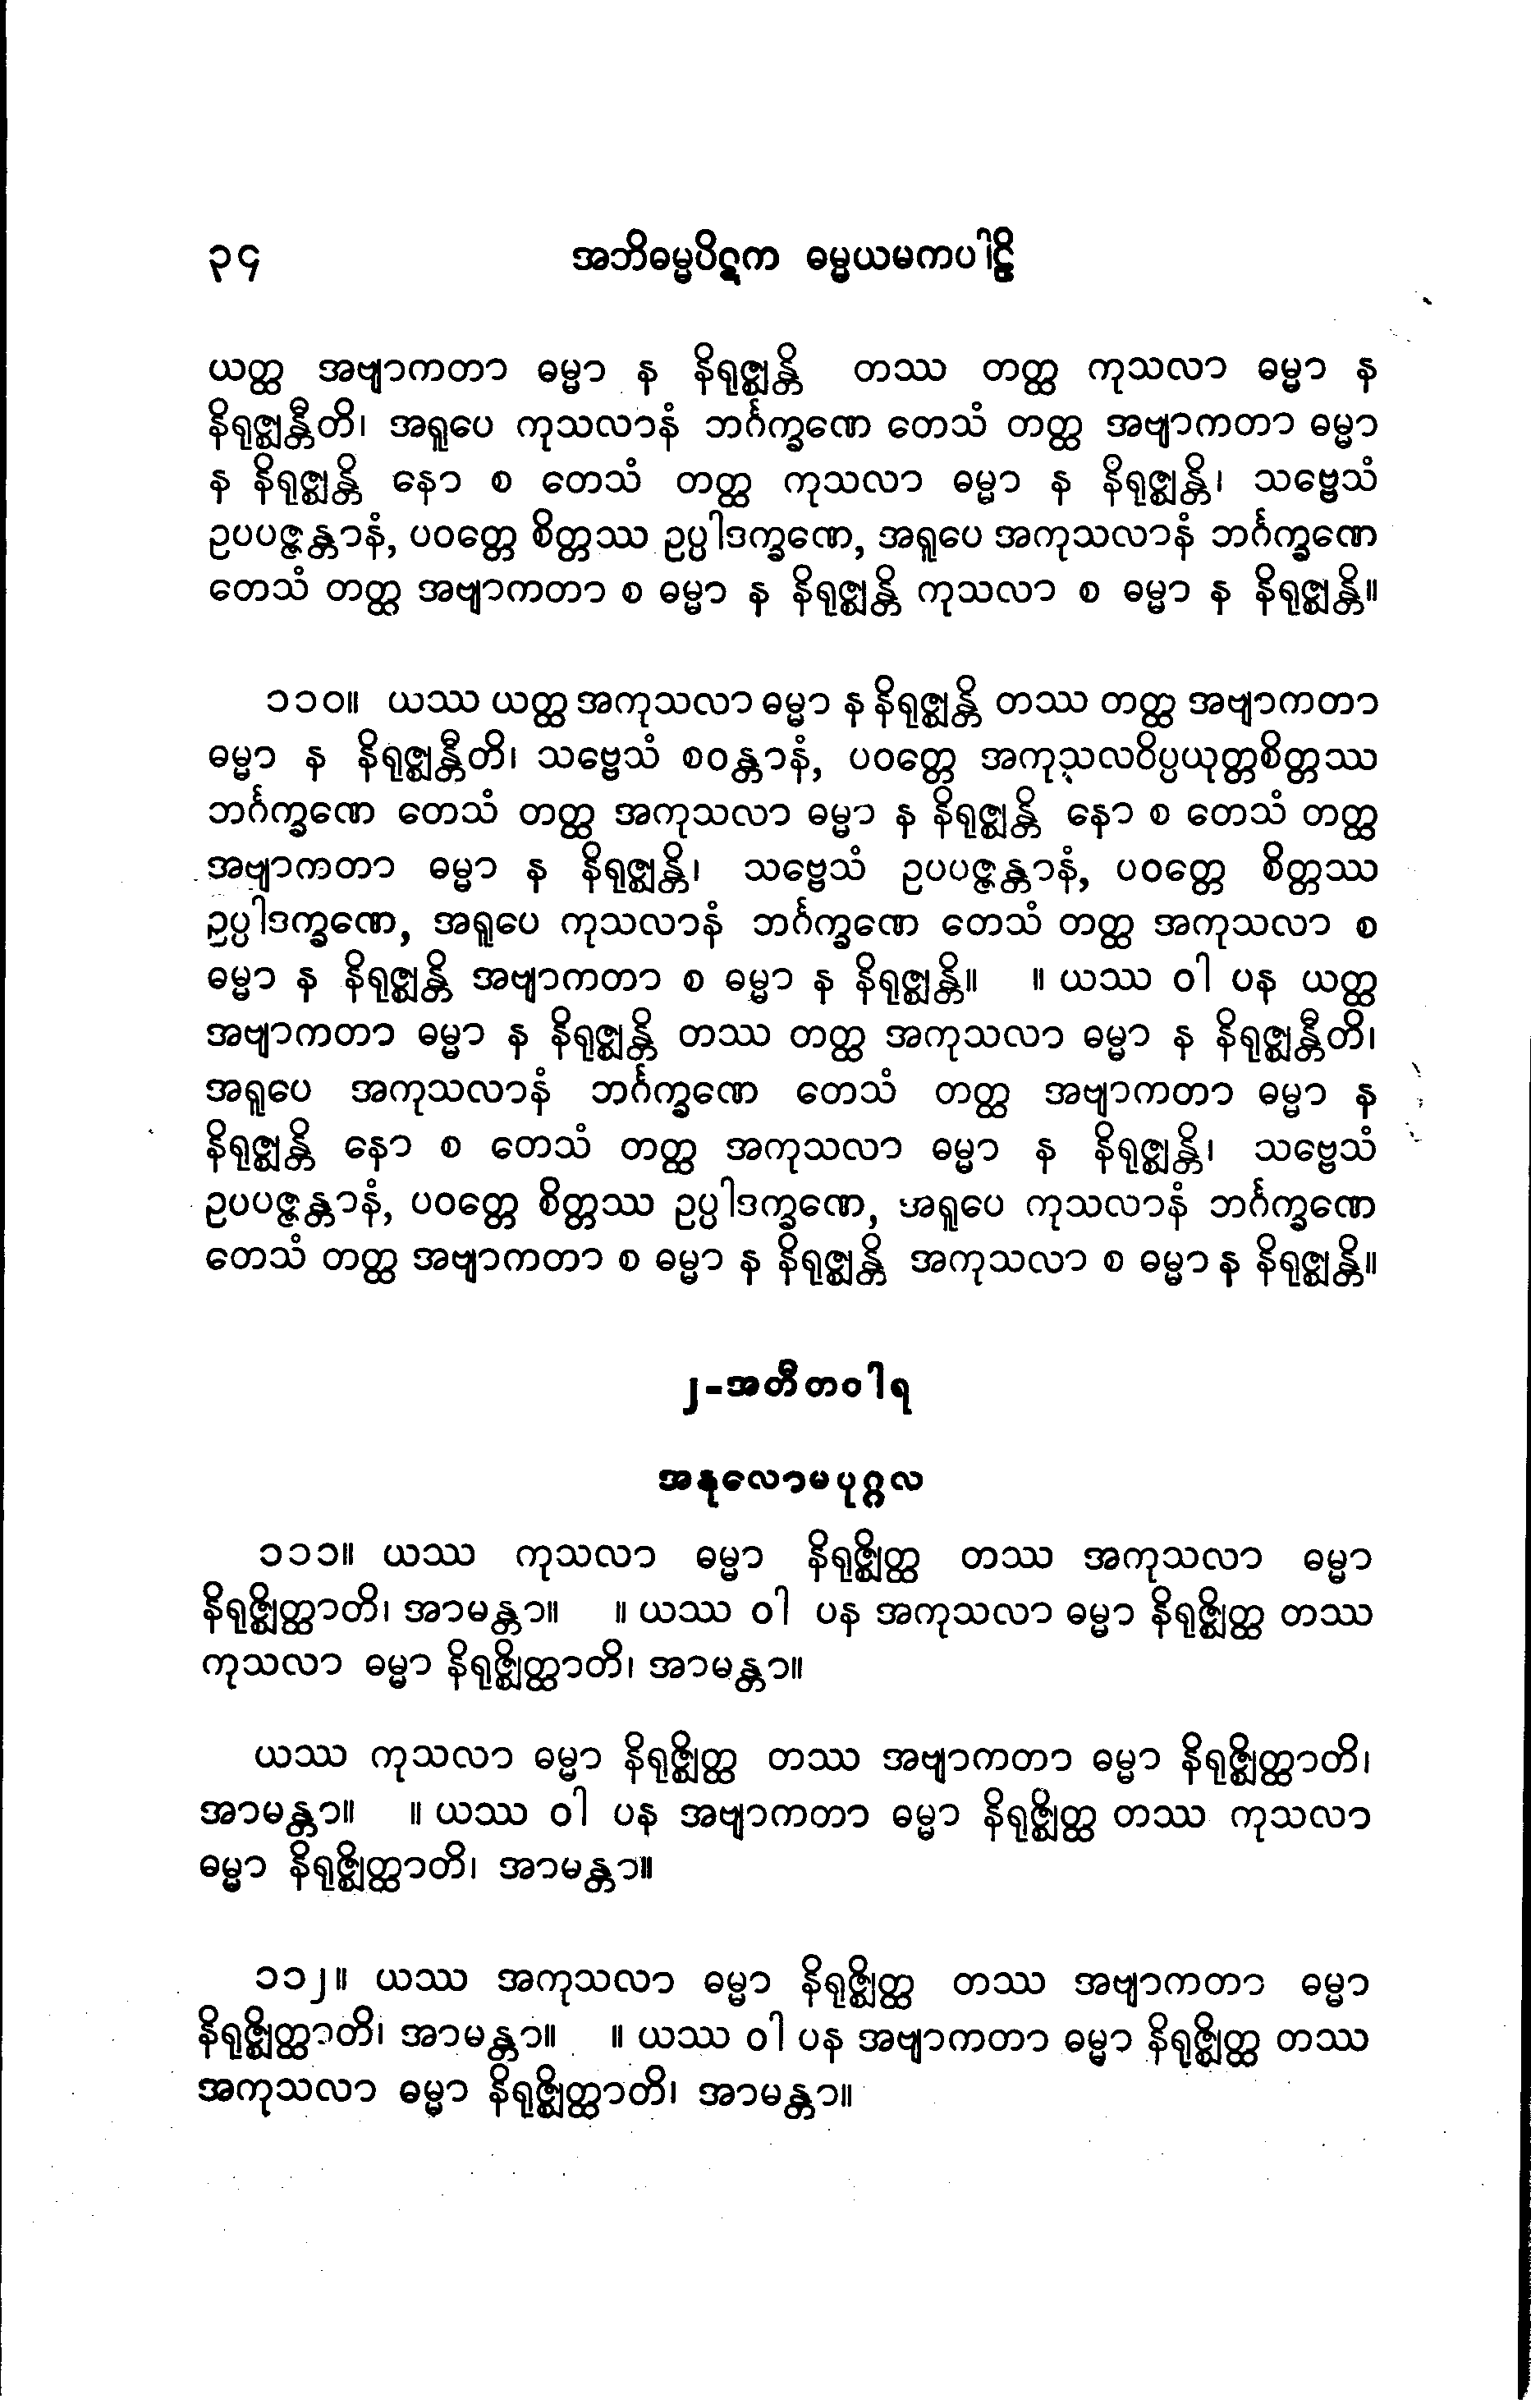 ၃၄ အဘိဓမ္မပိဋက ဓမ္မယမကပါဠိ
ယတ္ထ အဗျာကတာ ဓမ္မာ န နိရုဇ္ဈန္တိ တဿ တတ္ထ ကုသလာ ဓမ္မာ န
နိရုဇ္ဈန္တီတိ၊ အရူပေ ကုသလာနံ ဘင်္ဂက္ခဏေ တေသံ တတ္ထ အဗျာကတာ ဓမ္မာ
န နိရုဇ္ဈန္တိ နော စ တေသံ တတ္ထ ကုသလာ ဓမ္မာ န နိရုဇ္ဈန္တိ၊ သဗ္ဗေသံ
ဥပပဇ္ဇန္တာနံ, ပဝတ္တေ စိတ္တဿ ဥပ္ပါဒက္ခဏေ, အရူပေ အကုသလာနံ ဘင်္ဂက္ခဏေ
တေသံ တတ္ထ အဗျာကတာ စ ဓမ္မာ န နိရုဇ္ဈန္တိ ကုသလာ စ ဓမ္မာ န နိရုဇ္ဈန္တိ။
၁၁၀။ ယဿ ယတ္ထ အကုသလာ ဓမ္မာ န နိရုဇ္ဈန္တိ တဿ တတ္ထ အဗျာကတာ
ဓမ္မာ န နိရုဇ္ဈန္တီတိ၊ သဗ္ဗေသံ စဝန္တာနံ, ပဝတ္တေ အကုသလဝိပ္ပယုတ္တစိတ္တဿ
ဘင်္ဂက္ခဏေ တေသံ တတ္ထ အကုသလာ ဓမ္မာ န နိရုဇ္ဈန္တိ နော စ တေသံ တတ္ထ
အဗျာကတာ ဓမ္မာ န နိရုဇ္ဈန္တိ၊ သဗ္ဗေသံ ဥပပဇ္ဇန္တာနံ, ပဝတ္တေ စိတ္တဿ
ဥပ္ပါဒက္ခဏေ, အရူပေ ကုသလာနံ ဘင်္ဂက္ခဏေ တေသံ တတ္ထ အကုသလာ စ
ဓမ္မာ န နိရုဇ္ဈန္တိ အဗျာကတာ စ ဓမ္မာ န နိရုဇ္ဈန္တိ။ ။ ယဿ ဝါ ပန ယတ္ထ
အဗျာကတာ ဓမ္မာ န နိရုဇ္ဈန္တိ တဿ တတ္ထ အကုသလာ ဓမ္မာ န နိရုဇ္ဈန္တီတိ၊
အရူပေ အကုသလာနံ ဘင်္ဂက္ခဏေ တေသံ တတ္ထ အဗျာကတာ ဓမ္မာ န
နိရုဇ္ဈန္တိ နော စ တေသံ တတ္ထ အကုသလာ ဓမ္မာ န နိရုဇ္ဈန္တိ၊ သဗ္ဗေသံ
ဥပပဇ္ဇန္တာနံ, ပဝတ္တေ စိတ္တဿ ဥပ္ပါဒက္ခဏေ, အရူပေ ကုသလာနံ ဘင်္ဂက္ခဏေ
တေသံ တတ္ထ အဗျာကတာ စ ဓမ္မာ န နိရုဇ္ဈန္တိ အကုသလာ စ ဓမ္မာ န နိရုဇ္ဈန္တိ။
၂-အတီတဝါရ
အနုလောမပုဂ္ဂလ
၁၁၁။ ယဿ ကုသလာ ဓမ္မာ နိရုဇ္ဈိတ္ထ တဿ အကုသလာ ဓမ္မာ
နိရုဇ္ဈိတ္ထာတိ၊ အာမန္တာ။ ။ ယဿ ဝါ ပန အကုသလာ ဓမ္မာ နိရုဇ္ဈိတ္ထ တဿ
ကုသလာ ဓမ္မာ နိရုဇ္ဈိတ္ထာတိ၊ အာမန္တာ။
ယဿ ကုသလာ ဓမ္မာ နိရုဇ္ဈိတ္ထ တဿ အဗျာကတာ ဓမ္မာ နိရုဇ္ဈိတ္ထာတိ၊
အာမန္တာ။ ။ ယဿ ဝါ ပန အဗျာကတာ ဓမ္မာ နိရုဇ္ဈိတ္ထ တဿ ကုသလာ
ဓမ္မာ နိရုဇ္ဈိတ္ထာတိ၊ အာမန္တာ။
၁၁၂။ ယဿ အကုသလာ ဓမ္မာ နိရုဇ္ဈိတ္ထ တဿ အဗျာကတာ ဓမ္မာ
နိရုဇ္ဈိတ္ထာတိ၊ အာမန္တာ။ ။ ယဿ ဝါ ပန အဗျာကတာ ဓမ္မာ နိရုဇ္ဈိတ္ထ တဿ
အကုသလာ ဓမ္မာ နိရုဇ္ဈိတ္ထာတိ၊ အာမန္တာ။